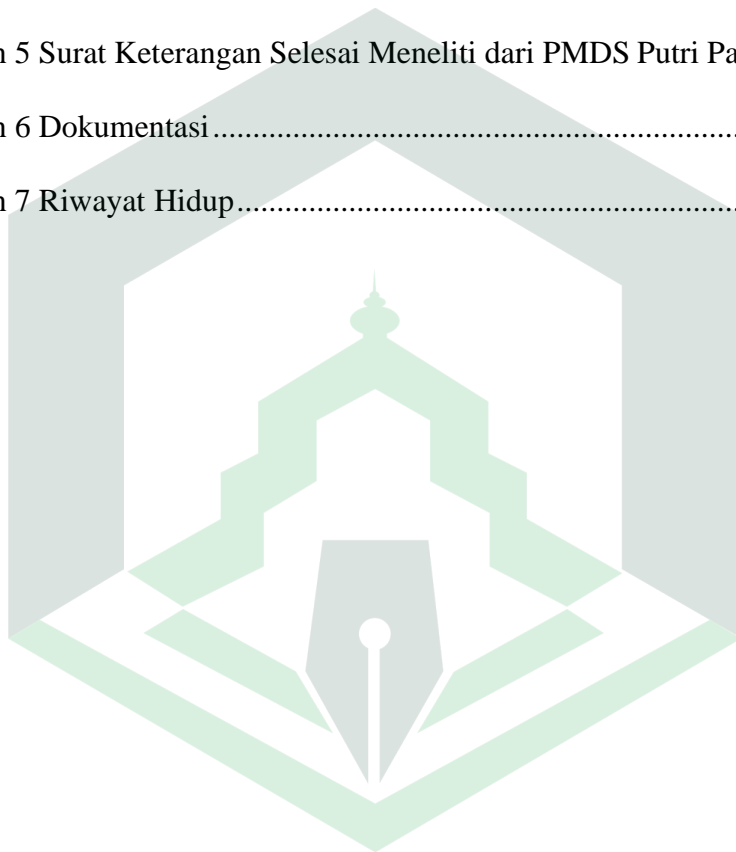 n 5 Surat Keterangan Selesai Meneliti dari PMDS Putri Pa
n 6 Dokumentasi.......................................................................
n 7 Riwayat Hidup....................................................................